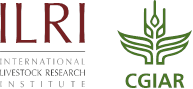 ILRI
INTERNATIONAL
LIVESTOCK RESEARCH
INSTITUTE
CGIAR